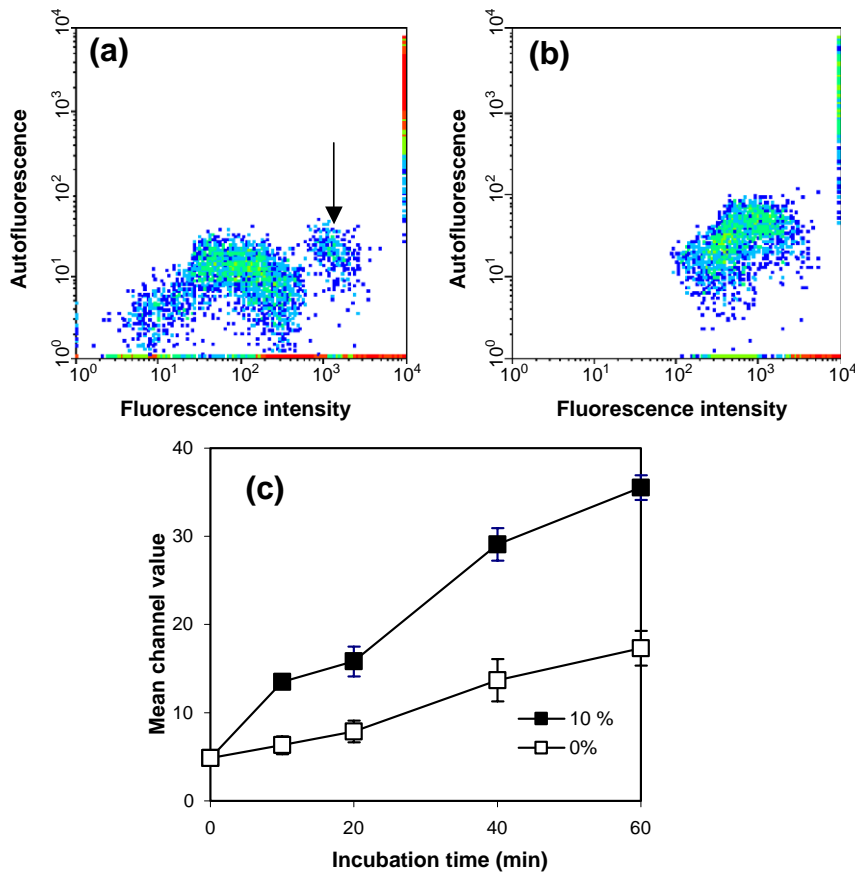 (a)
Autofluorescence
10^4
10^3
10^2
10^1
10^0
10^0 10^1 10^2 10^3 10^4
Fluorescence intensity
(b)
Autofluorescence
10^4
10^3
10^2
10^1
10^0
10^0 10^1 10^2 10^3 10^4
Fluorescence intensity
(c)
Mean channel value
40
30
20
10
0
0 20 40 60
Incubation time (min)
10 %
0%